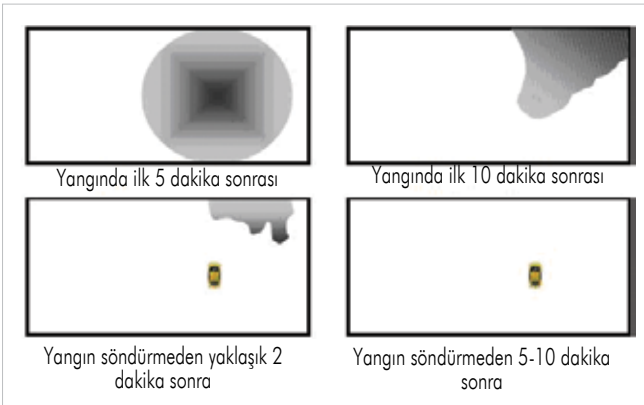 Yangında ilk 5 dakika sonrası
Yangında ilk 10 dakika sonrası
Yangın söndürmeden yaklaşık 2
dakika sonra
Yangın söndürmeden 5-10 dakika
sonra